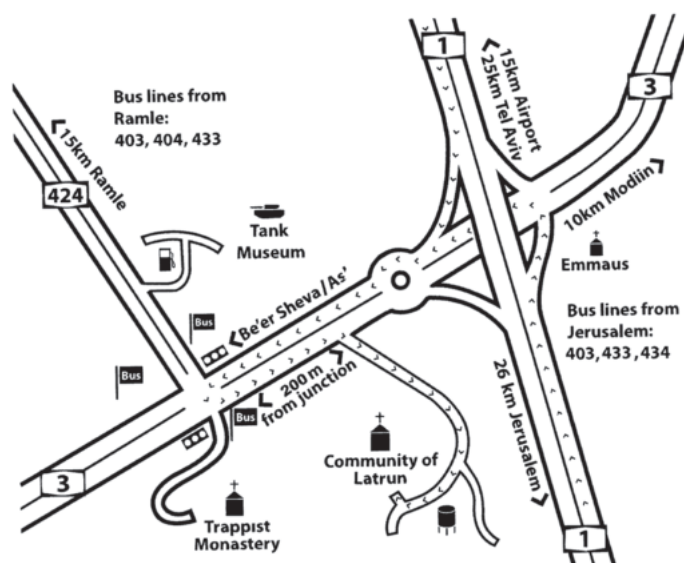 1
15km Airport
25km Tel Aviv
3
Bus lines from
Ramle:
403, 404, 433
15km Ramle
424
10km Modiin
Tank
Museum
Emmaus
Be'er Sheva/As'
Bus
Bus lines from
Jerusalem:
403, 433, 434
Bus
200 m
from junction
Bus
26 km Jerusalem
Community of
Latrun
3
Trappist
Monastery
1